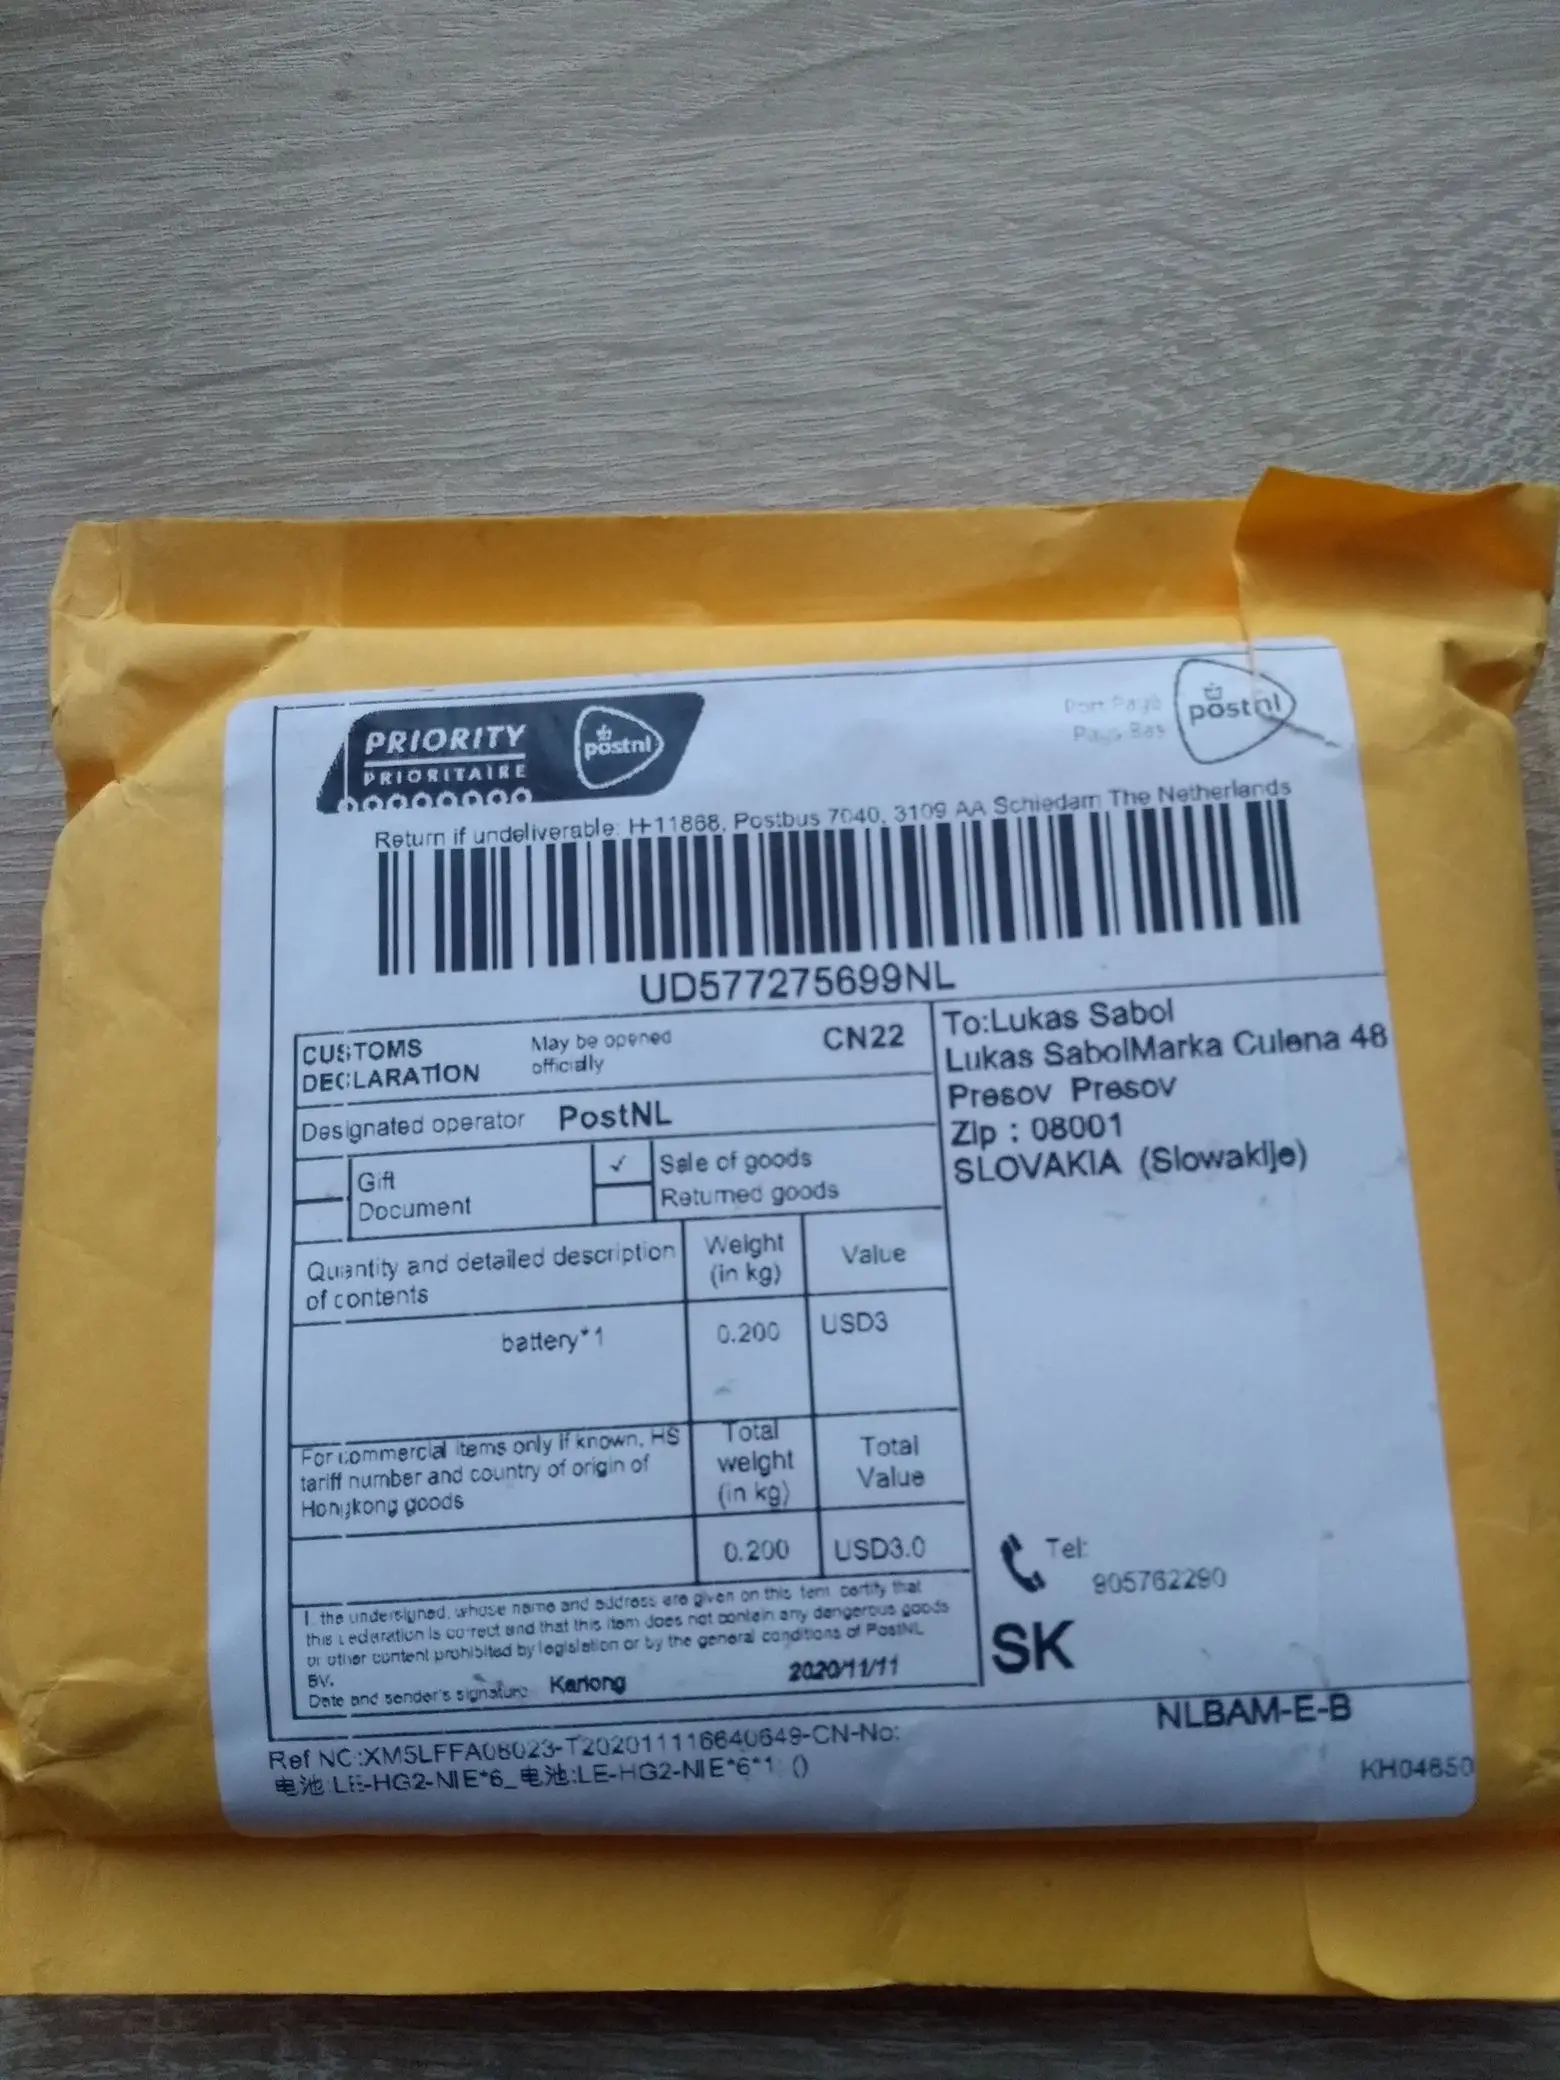 PRIORITY
PRIORITAIRE
postnl
Port Payé
Pays-Bas
postnl
Return if undeliverable: H+11868, Postbus 7040, 3109 AA Schiedam The Netherlands
UD577275699NL
CUSTOMS
DECLARATION
May be opened
officially
CN22
Designated operator PostNL
Gift
Document
✓ Sale of goods
Returned goods
Quantity and detailed description
of contents
Weight
(in kg)
Value
battery*1
0.200
USD3
For commercial items only if known, HS
tariff number and country of origin of
Hongkong goods
Total
weight
(in kg)
Total
Value
0.200
USD3.0
I, the undersigned, whose name and address are given on this item certify that
this declaration is correct and that this item does not contain any dangerous goods
or other content prohibited by legislation or by the general conditions of PostNL
BV.
Date and sender's signature Karlong 2020/11/11
To:Lukas Sabol
Lukas SabolMarka Culena 48
Presov Presov
Zip : 08001
SLOVAKIA (Slowakije)
Tel:
905762290
SK
NLBAM-E-B
Ref NO:XM5LFFA08023-T202011116640649-CN-No:
电池:LE-HG2-NIE*6_电池:LE-HG2-NIE*6*1; ()
KH04650